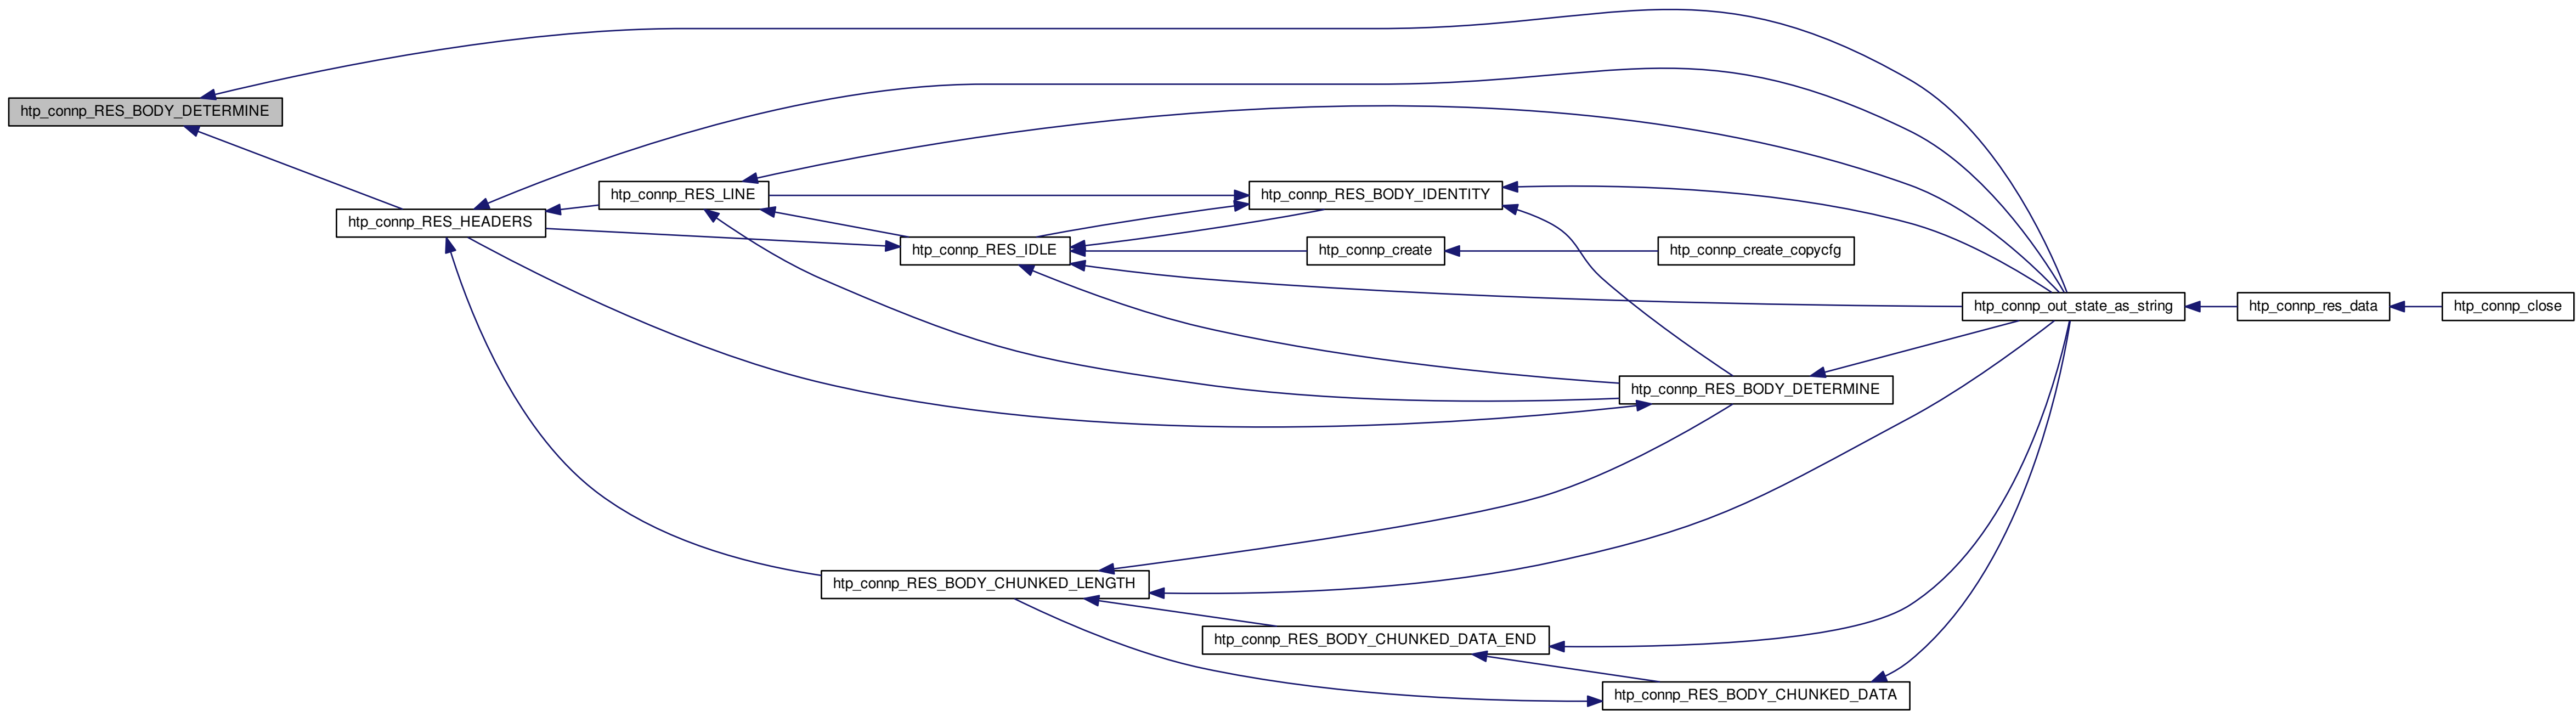 htp_connp_RES_BODY_DETERMINE
htp_connp_RES_HEADERS
htp_connp_RES_LINE
htp_connp_RES_IDLE
htp_connp_RES_BODY_IDENTITY
htp_connp_create
htp_connp_create_copycfg
htp_connp_out_state_as_string
htp_connp_res_data
htp_connp_close
htp_connp_RES_BODY_DETERMINE
htp_connp_RES_BODY_CHUNKED_LENGTH
htp_connp_RES_BODY_CHUNKED_DATA_END
htp_connp_RES_BODY_CHUNKED_DATA